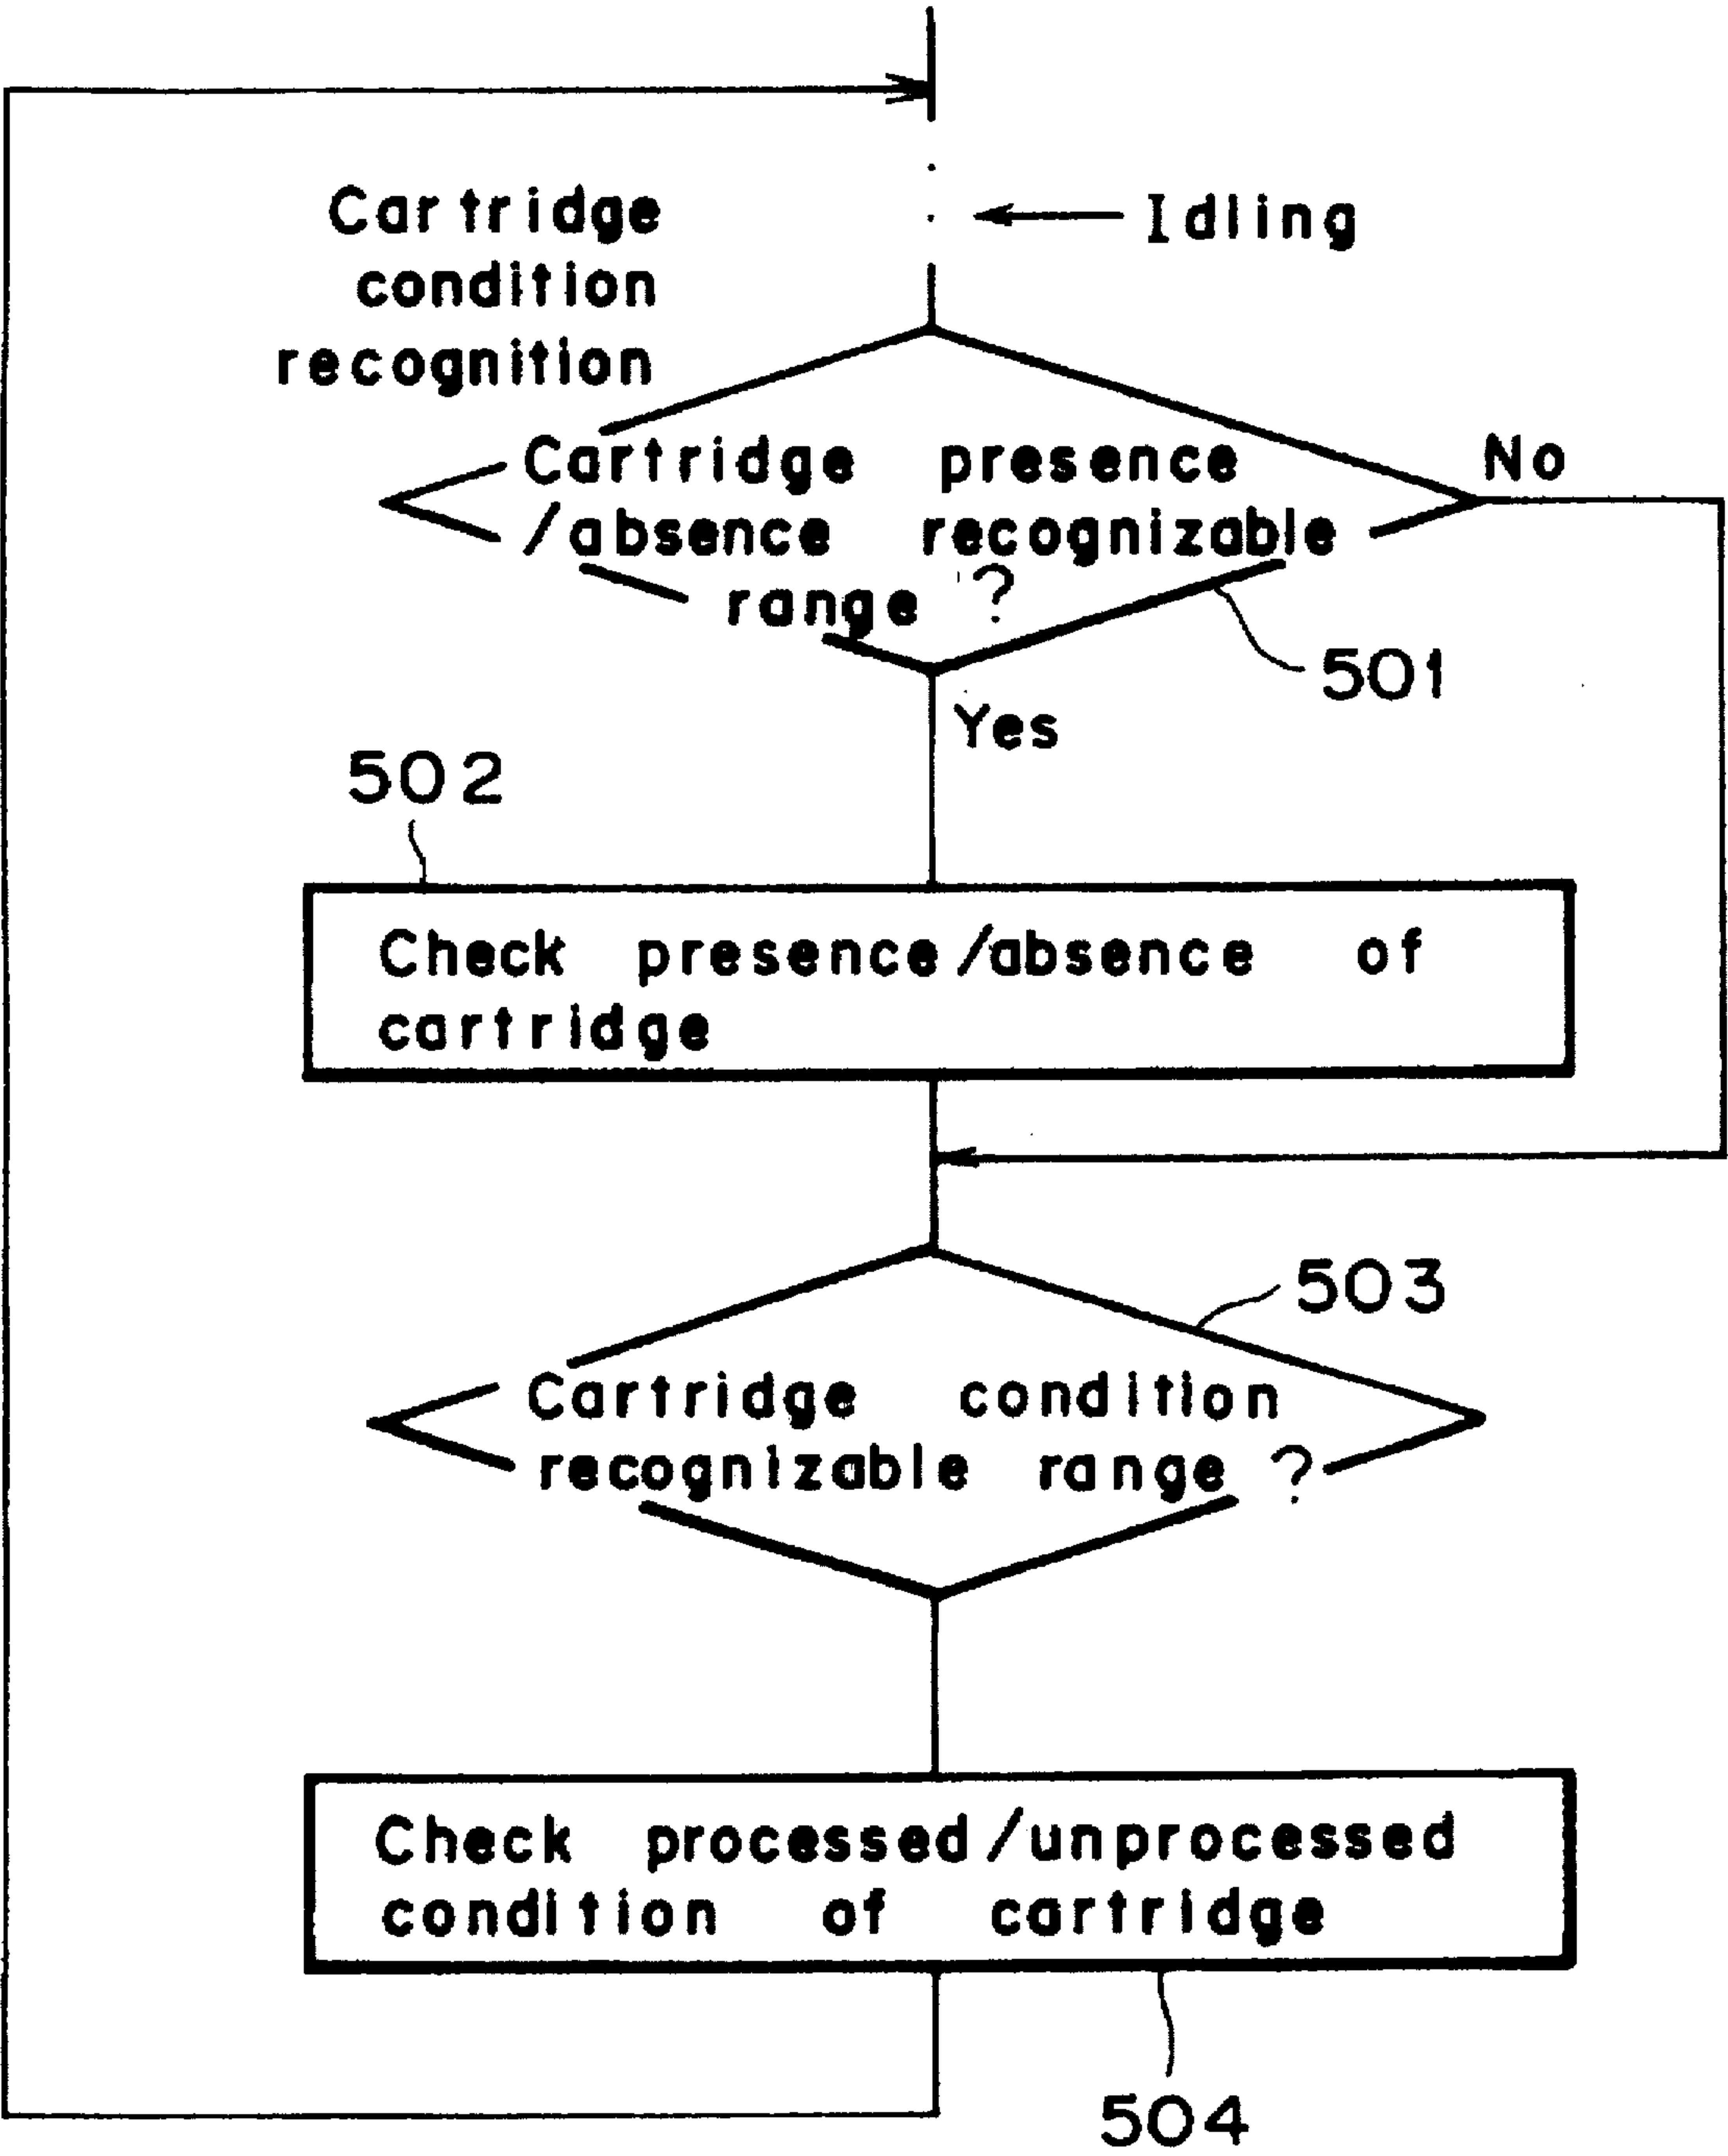 Idling
Cartridge
condition
recognition
Cartridge presence
/absence recognizable
range ?
No
501
Yes
502
Check presence/absence of
cartridge
503
Cartridge condition
recognizable range ?
Check processed/unprocessed
condition of cartridge
504